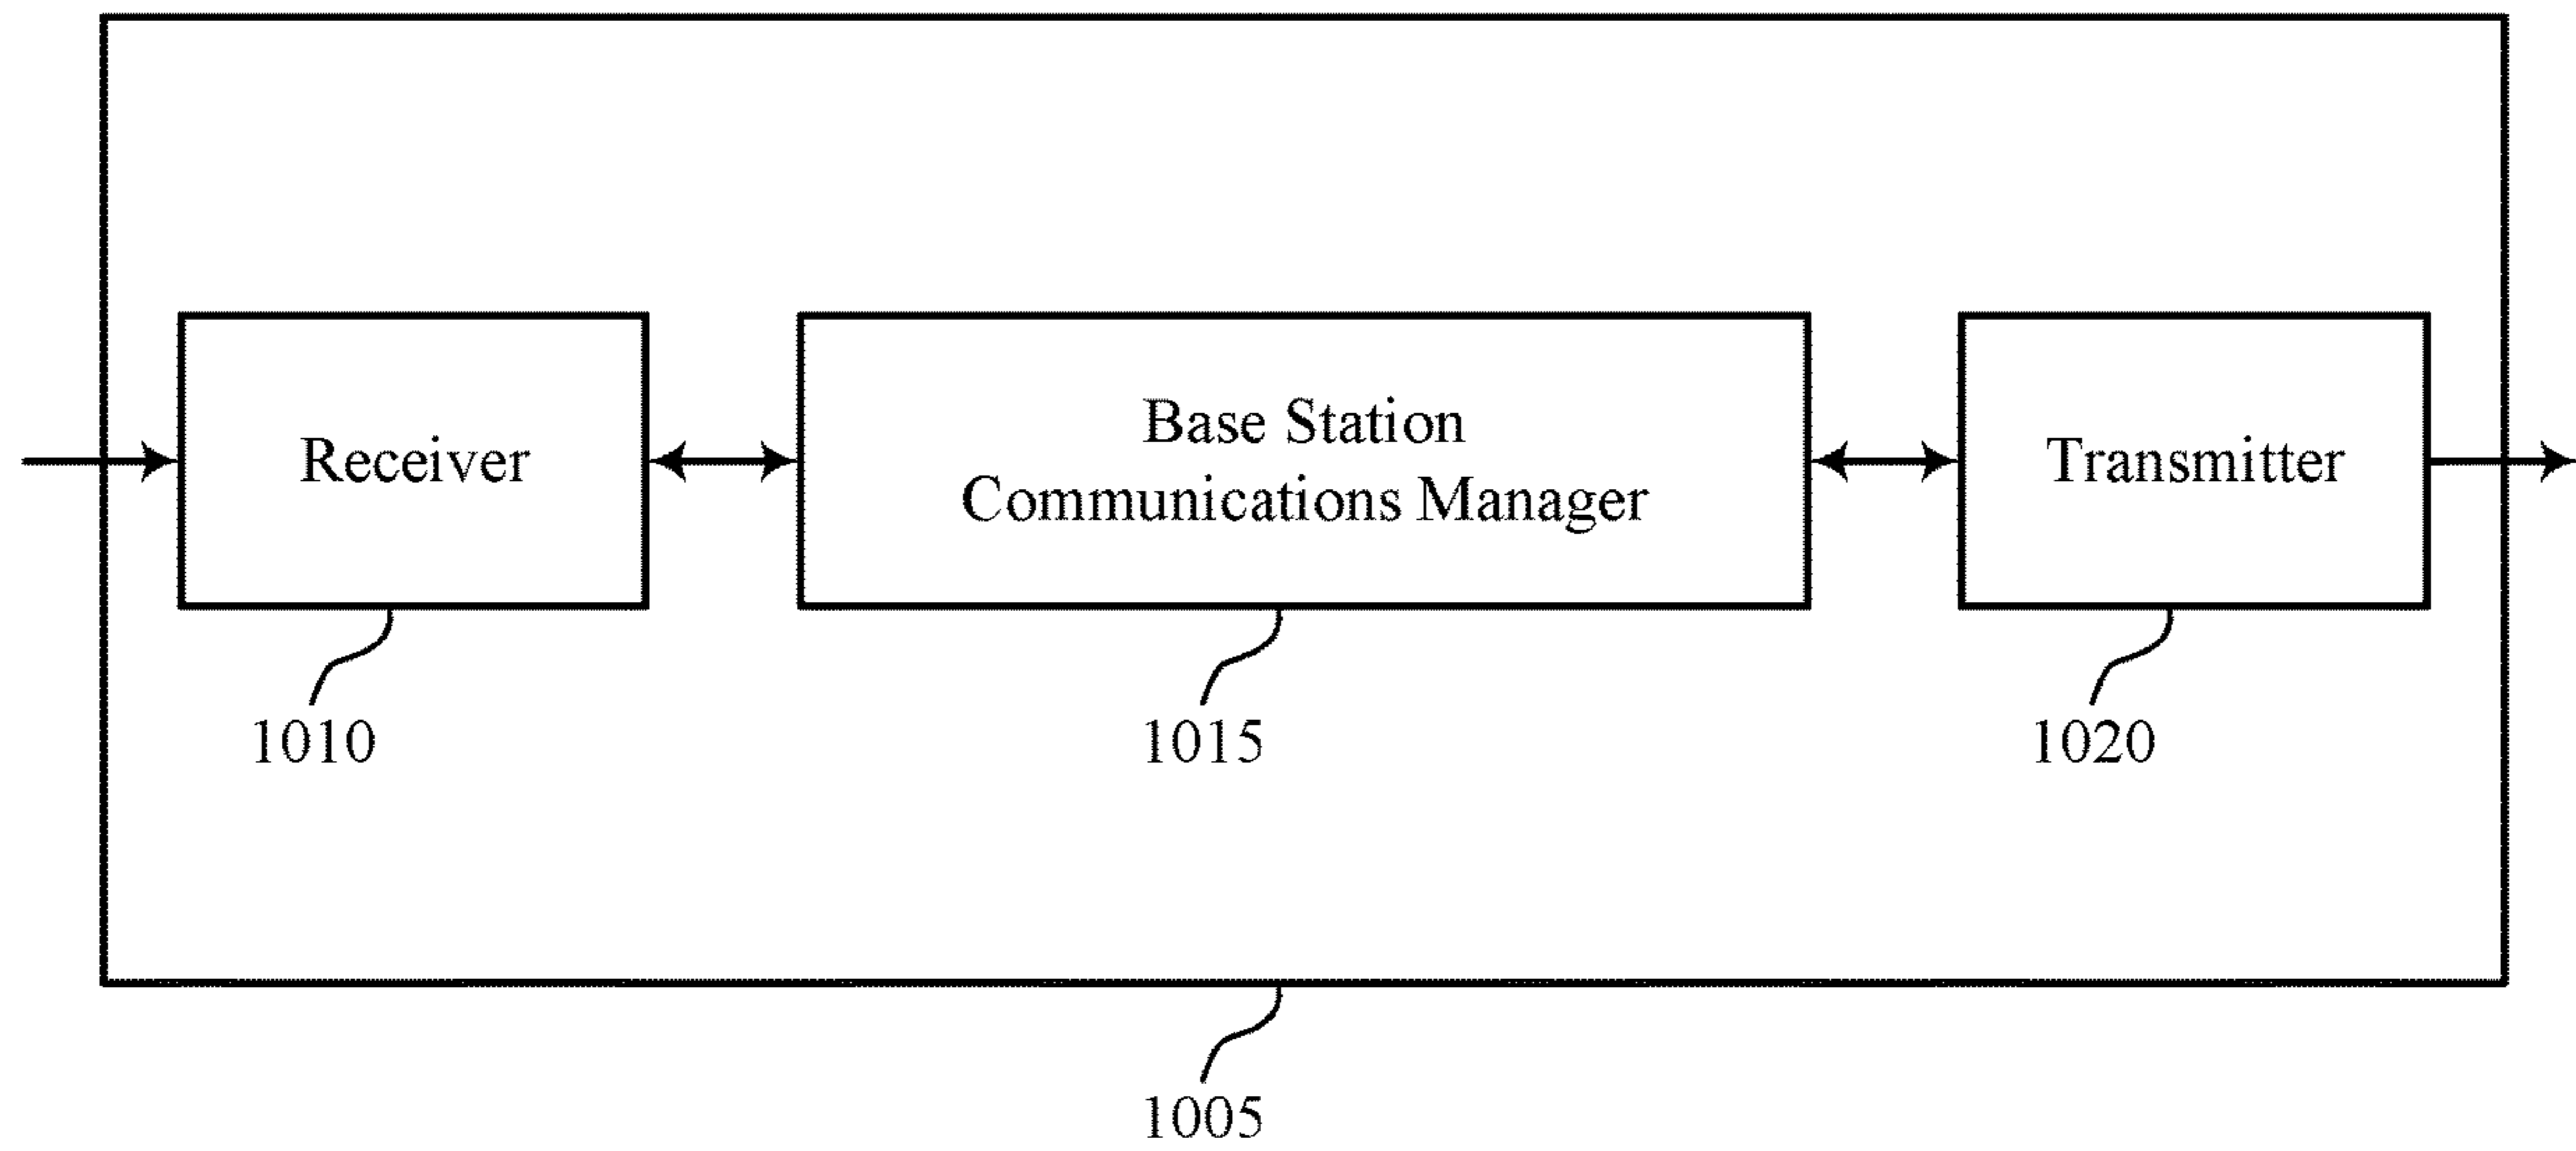 Receiver
Base Station
Communications Manager
Transmitter
1010
1015
1020
1005